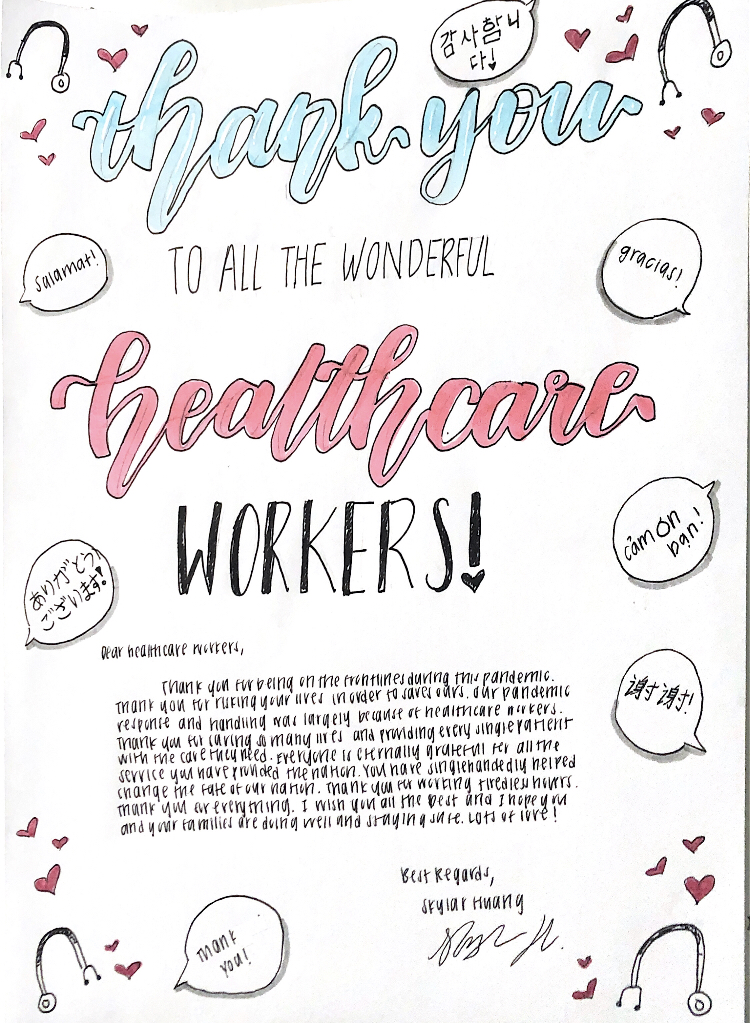 감사합니
다!
thank you
salamat!
TO ALL THE WONDERFUL
gracias!
healthcare
WORKERS!
cảm ơn
bạn!
ありがとう
ございます!
Dear healthcare workers,
Thank you for being on the frontlines during this pandemic.
Thank you for risking your lives in order to saves ours. Our pandemic
response and handling was largely because of healthcare workers.
Thank you for saving so many lives and providing every single patient
with the care they need. Everyone is eternally grateful for all the
service you have provided the nation. You have singlehandedly helped
change the fate of our nation. Thank you for working tireless hours.
Thank you for everything. I wish you all the best and I hope you
and your families are doing well and staying safe. Lots of love!
谢谢!
Best Regards,
Skylar Huang
Thank
you!